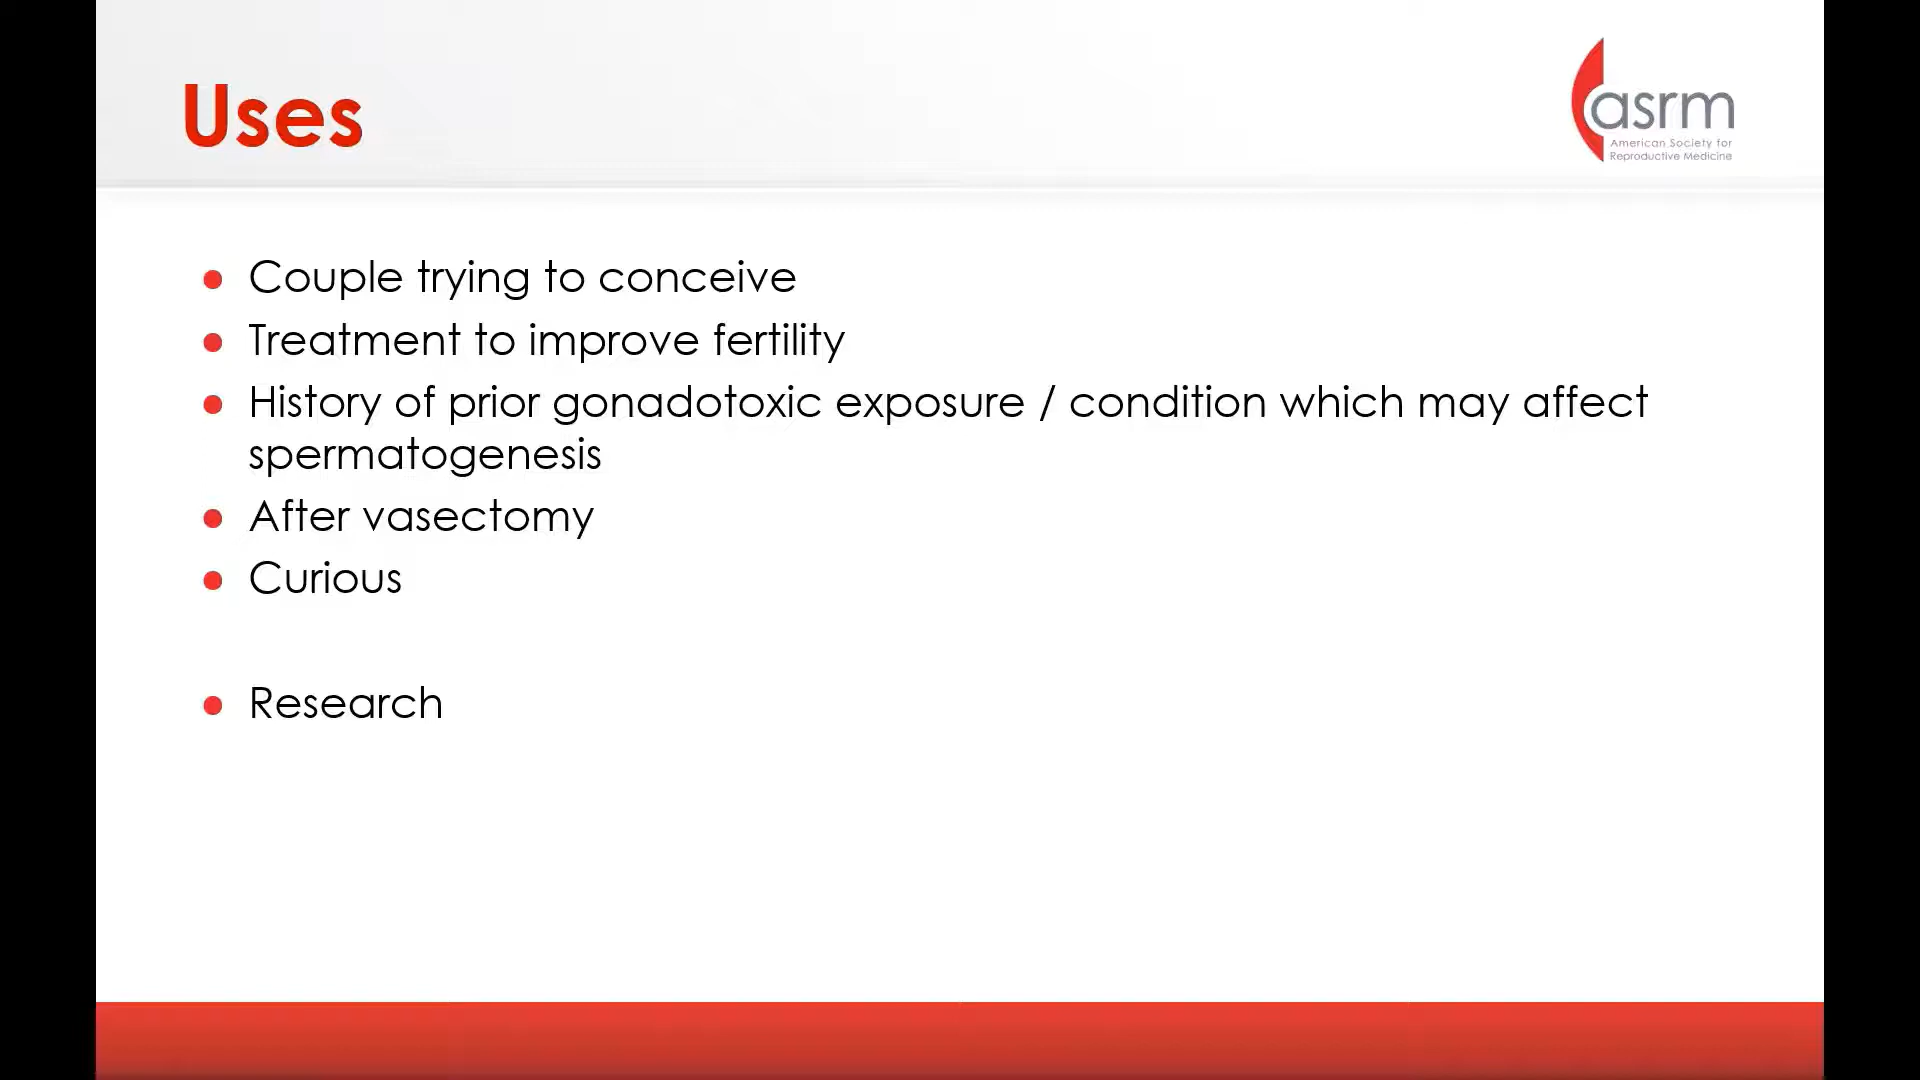 Uses
asrm
American Society for
Reproductive Medicine
Couple trying to conceive
Treatment to improve fertility
History of prior gonadotoxic exposure / condition which may affect
spermatogenesis
After vasectomy
Curious
Research